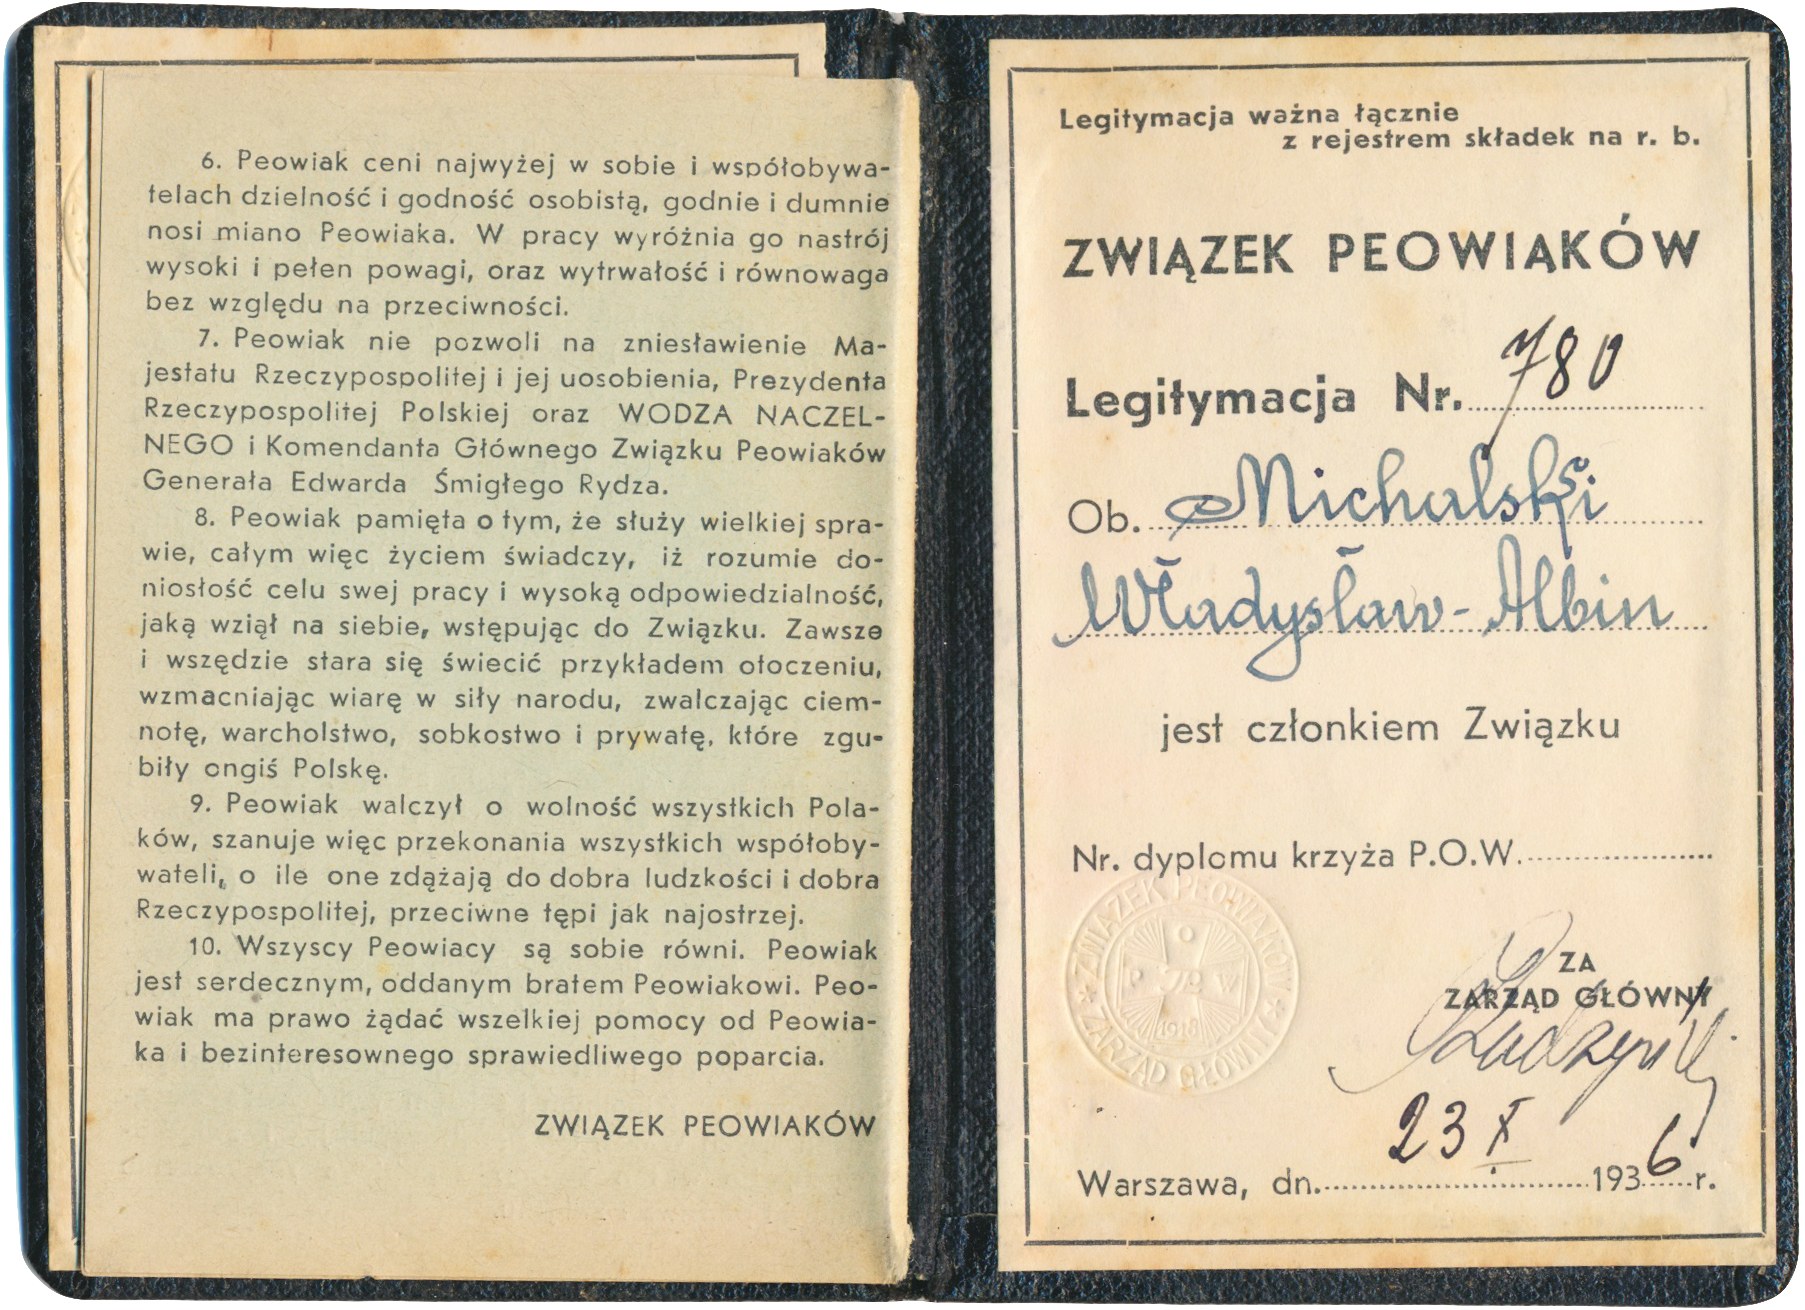 6. Peowiak ceni najwyżej w sobie i współobywa-
telach dzielność i godność osobistą, godnie i dumnie
nosi miano Peowiaka. W pracy wyróżnia go nastrój
wysoki i pełen powagi, oraz wytrwałość i równowaga
bez względu na przeciwności.
7. Peowiak nie pozwoli na zniesławienie Ma-
jestatu Rzeczypospolitej i jej uosobienia, Prezydenta
Rzeczypospolitej Polskiej oraz WODZA NACZEL-
NEGO i Komendanta Głównego Związku Peowiaków
Generała Edwarda Śmigłego Rydza.
8. Peowiak pamięta o tym, że służy wielkiej spra-
wie, całym więc życiem świadczy, iż rozumie do-
niosłość celu swej pracy i wysoką odpowiedzialność,
jaką wziął na siebie, wstępując do Związku. Zawsze
i wszędzie stara się świecić przykładem otoczeniu,
wzmacniając wiarę w siły narodu, zwalczając ciem-
notę, warcholstwo, sobkostwo i prywatę, które zgu-
biły ongiś Polskę.
9. Peowiak walczył o wolność wszystkich Pola-
ków, szanuje więc przekonania wszystkich współoby-
wateli, o ile one zdążają do dobra ludzkości i dobra
Rzeczypospolitej, przeciwne tępi jak najostrzej.
10. Wszyscy Peowiacy są sobie równi. Peowiak
jest serdecznym, oddanym bratem Peowiakowi. Peo-
wiak ma prawo żądać wszelkiej pomocy od Peowia-
ka i bezinteresownego sprawiedliwego poparcia.
ZWIĄZEK PEOWIAKÓW
Legitymacja ważna łącznie
z rejestrem składek na r. b.
ZWIĄZEK PEOWIAKÓW
Legitymacja Nr. 780
Ob. Michalski
Władysław-Albin
jest członkiem Związku
Nr. dyplomu krzyża P.O.W.
ZWIĄZEK PEOWIAKÓW
O
P W
1918
ZARZĄD GŁÓWNY
ZA
ZARZĄD GŁÓWNY
Warszawa, dn. 23 X 1936 r.